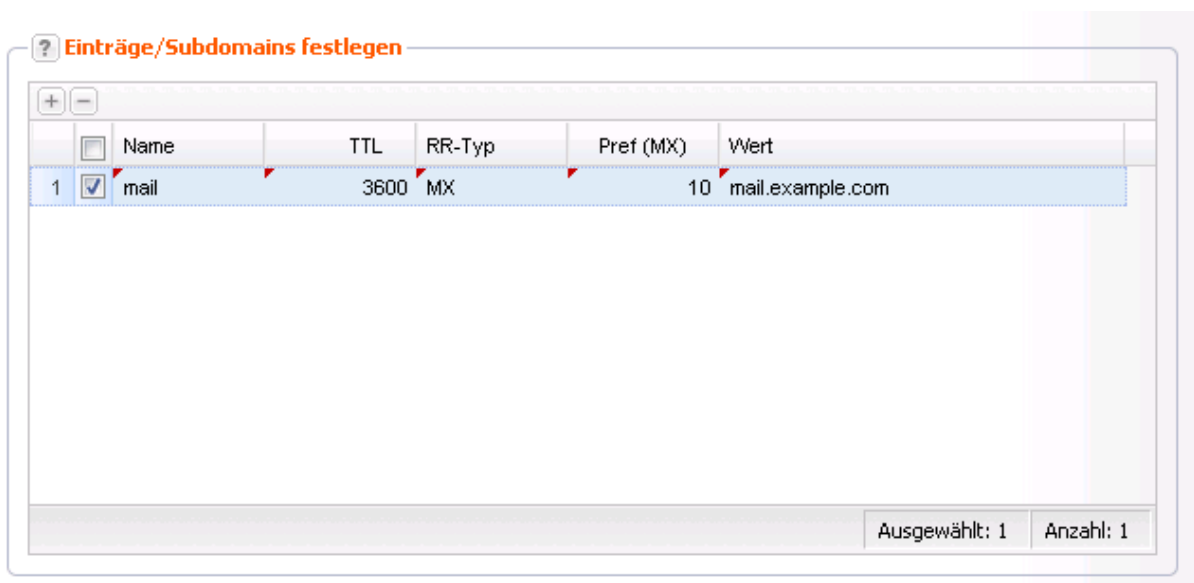 ? Einträge/Subdomains festlegen
+ −
Name TTL RR-Typ Pref (MX) Wert
1 mail 3600 MX 10 mail.example.com
Ausgewählt: 1 Anzahl: 1